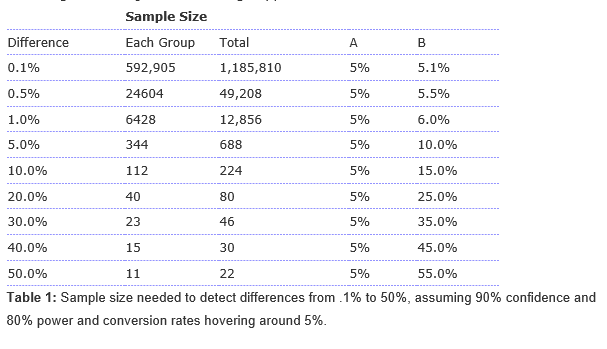 Sample Size
Difference Each Group Total A B
0.1% 592,905 1,185,810 5% 5.1%
0.5% 24604 49,208 5% 5.5%
1.0% 6428 12,856 5% 6.0%
5.0% 344 688 5% 10.0%
10.0% 112 224 5% 15.0%
20.0% 40 80 5% 25.0%
30.0% 23 46 5% 35.0%
40.0% 15 30 5% 45.0%
50.0% 11 22 5% 55.0%
Table 1: Sample size needed to detect differences from .1% to 50%, assuming 90% confidence and
80% power and conversion rates hovering around 5%.